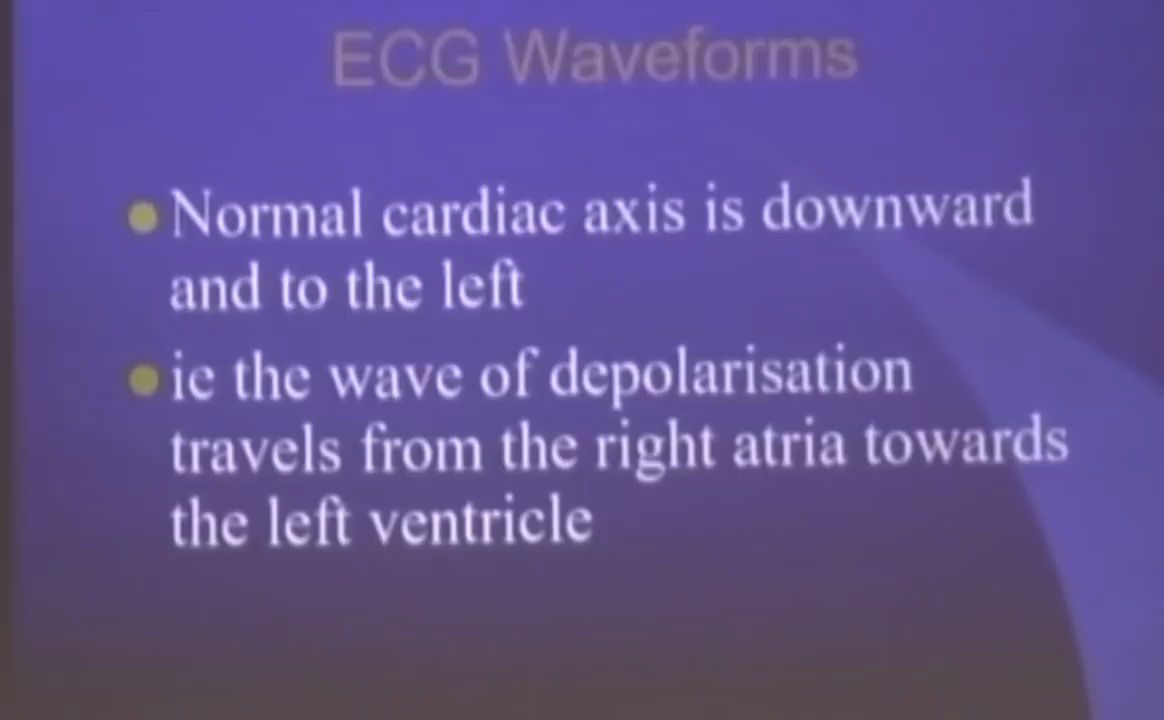 ECG Waveforms
Normal cardiac axis is downward
and to the left
ie the wave of depolarisation
travels from the right atria towards
the left ventricle